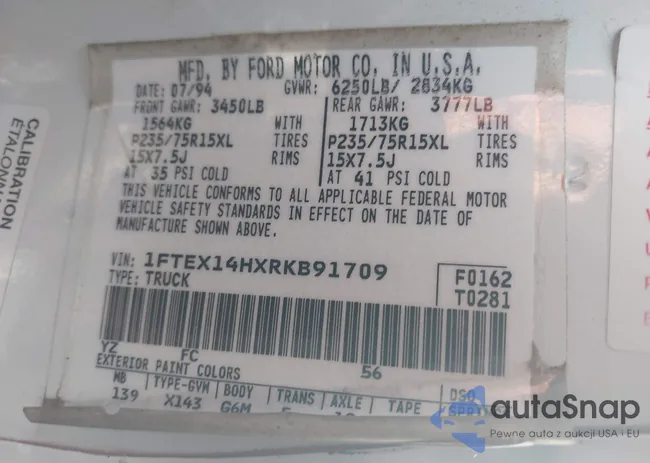 MFD. BY FORD MOTOR CO. IN U.S.A.
DATE: 07/94 GVWR: 6250LB/ 2834KG
FRONT GAWR: 3450LB REAR GAWR: 3777LB
1564KG WITH 1713KG WITH
P235/75R15XL TIRES P235/75R15XL TIRES
15X7.5J RIMS 15X7.5J RIMS
AT 35 PSI COLD AT 41 PSI COLD
THIS VEHICLE CONFORMS TO ALL APPLICABLE FEDERAL MOTOR
VEHICLE SAFETY STANDARDS IN EFFECT ON THE DATE OF
MANUFACTURE SHOWN ABOVE.
VIN: 1FTEX14HXRKB91709
TYPE: TRUCK
F0162
T0281
YZ FC 56
EXTERIOR PAINT COLORS
WB TYPE-GVM BODY TRANS AXLE TAPE DSO
139 X143 G6M
CALIBRATION
autaSnap
Pewne auta z aukcji USA i EU